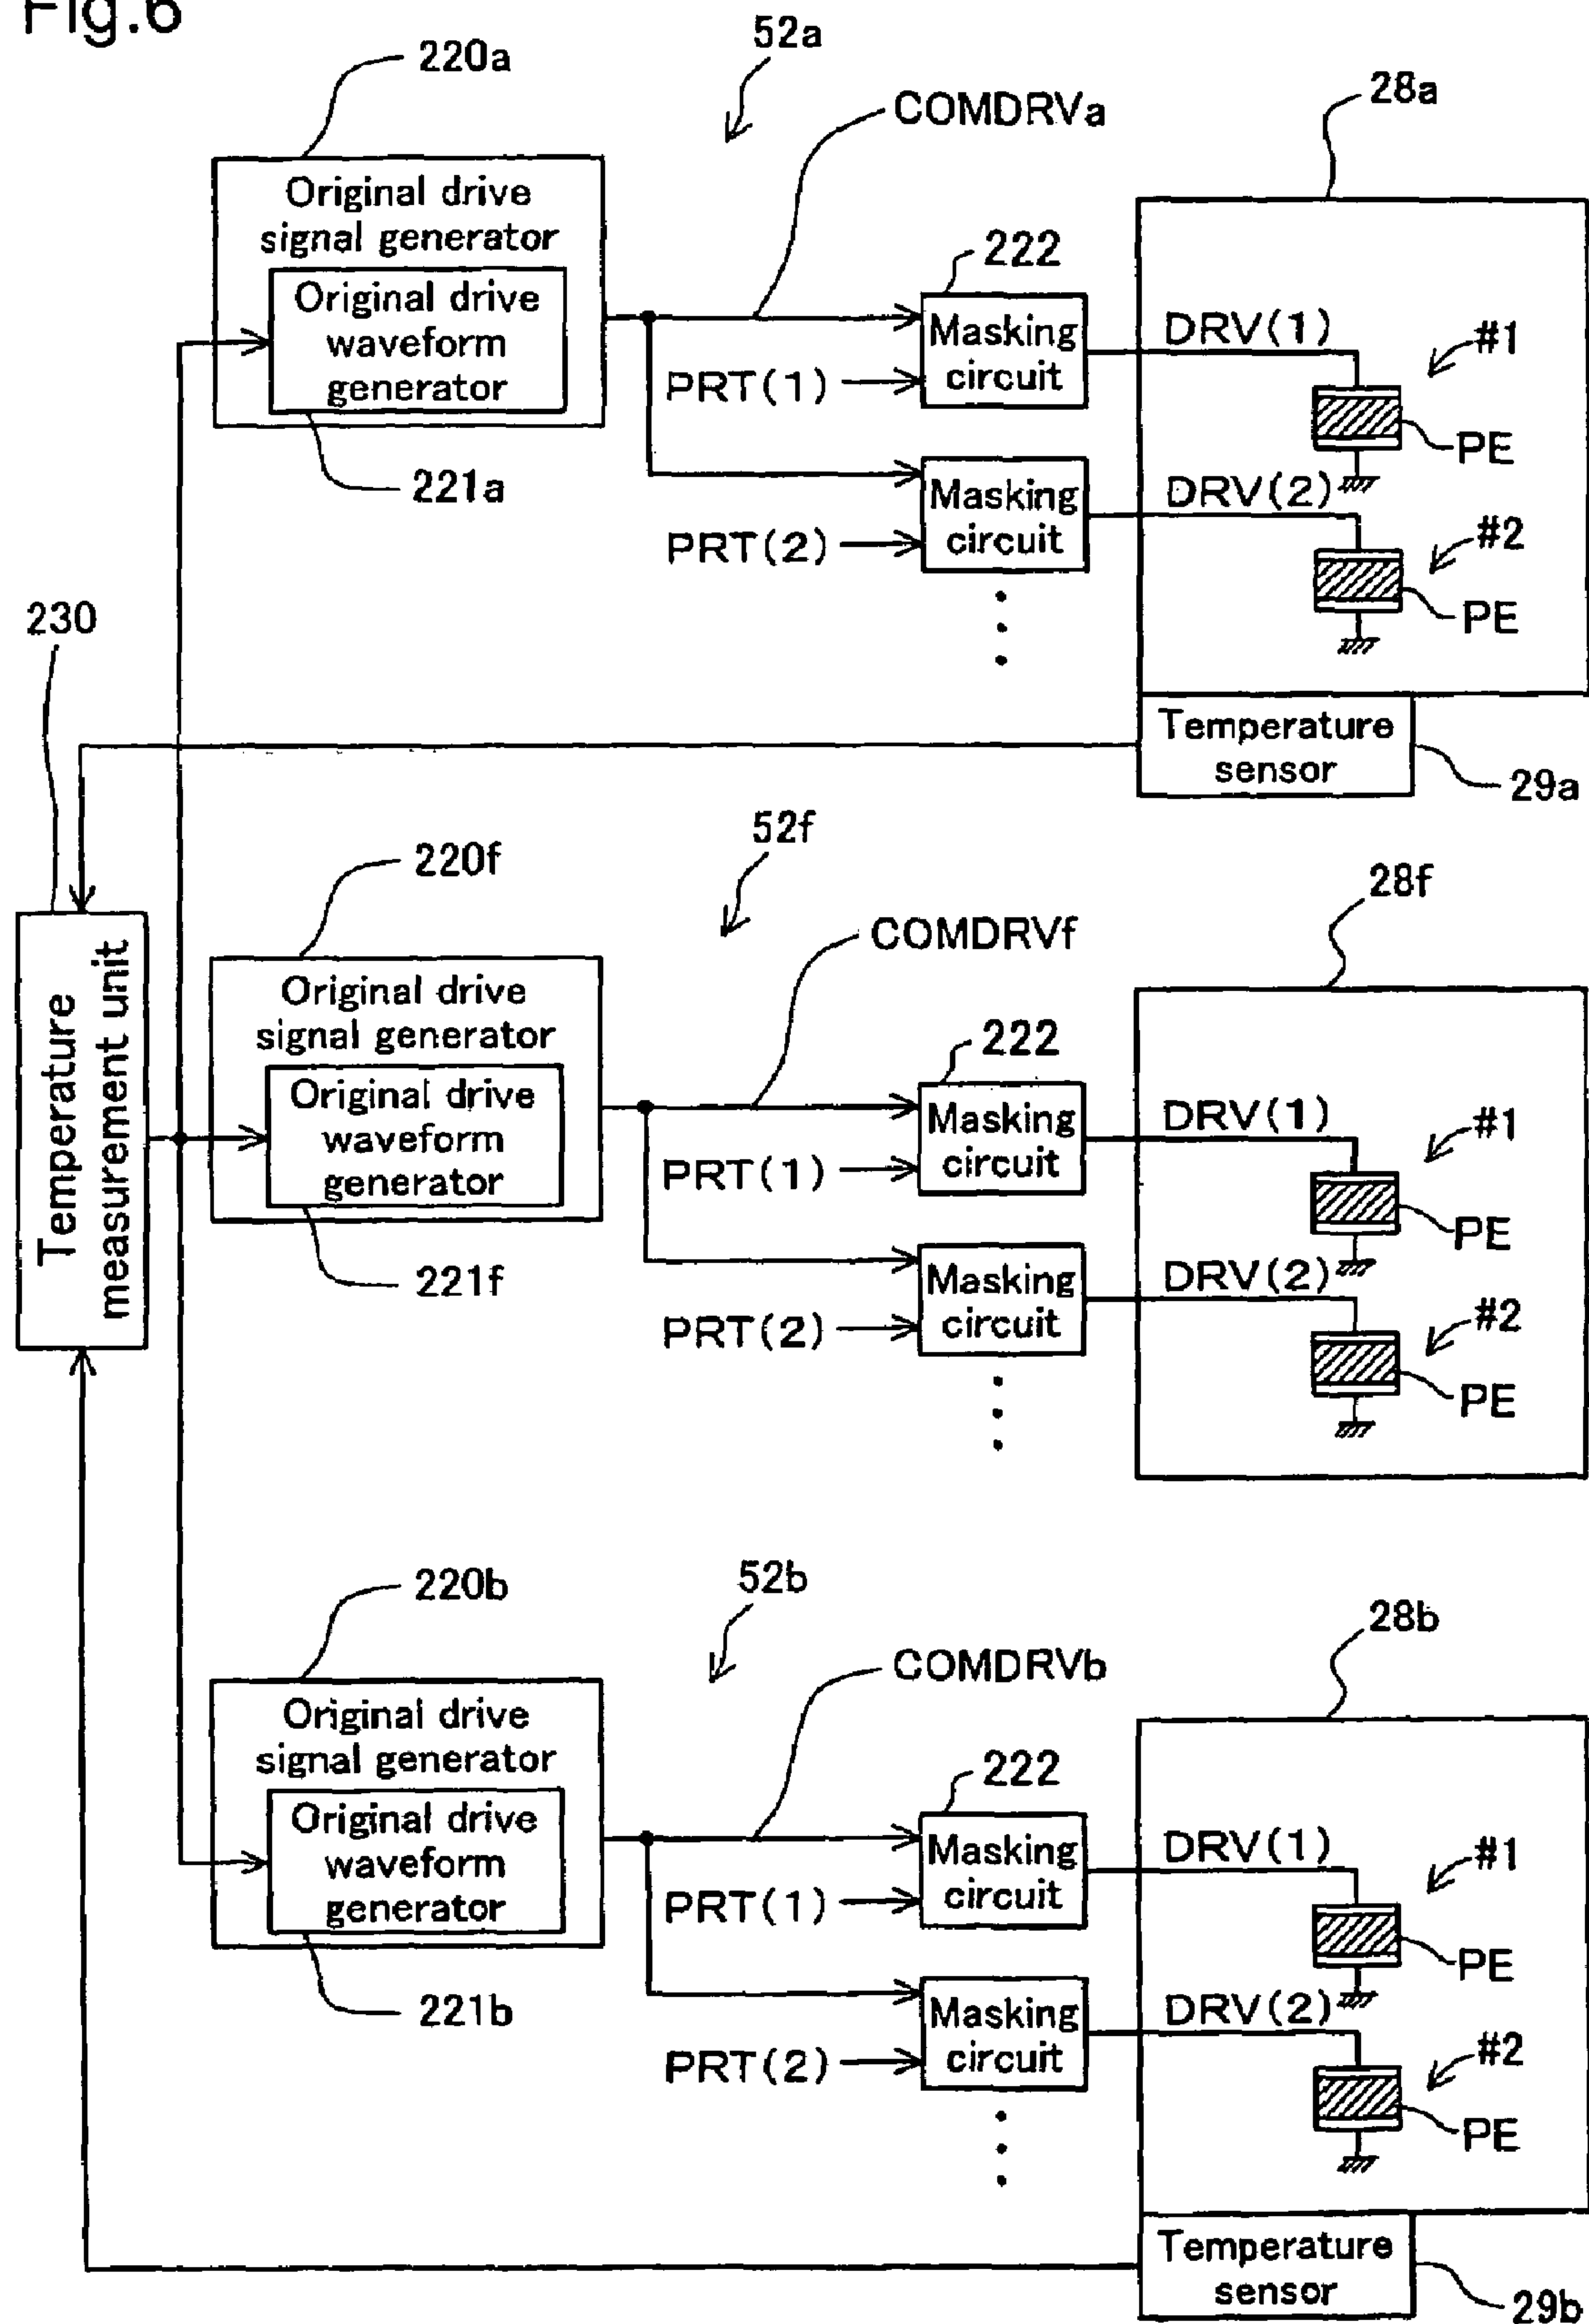 Fig.6
52a
220a
COMDRVa
28a
Original drive
signal generator
Original drive
waveform
generator
222
Masking
circuit
DRV(1)
#1
PRT(1)
PE
221a
Masking
circuit
DRV(2)
#2
PRT(2)
PE
230
Temperature
sensor
29a
52f
220f
28f
COMDRVf
Temperature
measurement unit
Original drive
signal generator
Original drive
waveform
generator
222
Masking
circuit
DRV(1)
#1
PRT(1)
PE
221f
Masking
circuit
DRV(2)
#2
PRT(2)
PE
52b
220b
28b
COMDRVb
Original drive
signal generator
Original drive
waveform
generator
222
Masking
circuit
DRV(1)
#1
PRT(1)
PE
221b
Masking
circuit
DRV(2)
#2
PRT(2)
PE
Temperature
sensor
29b